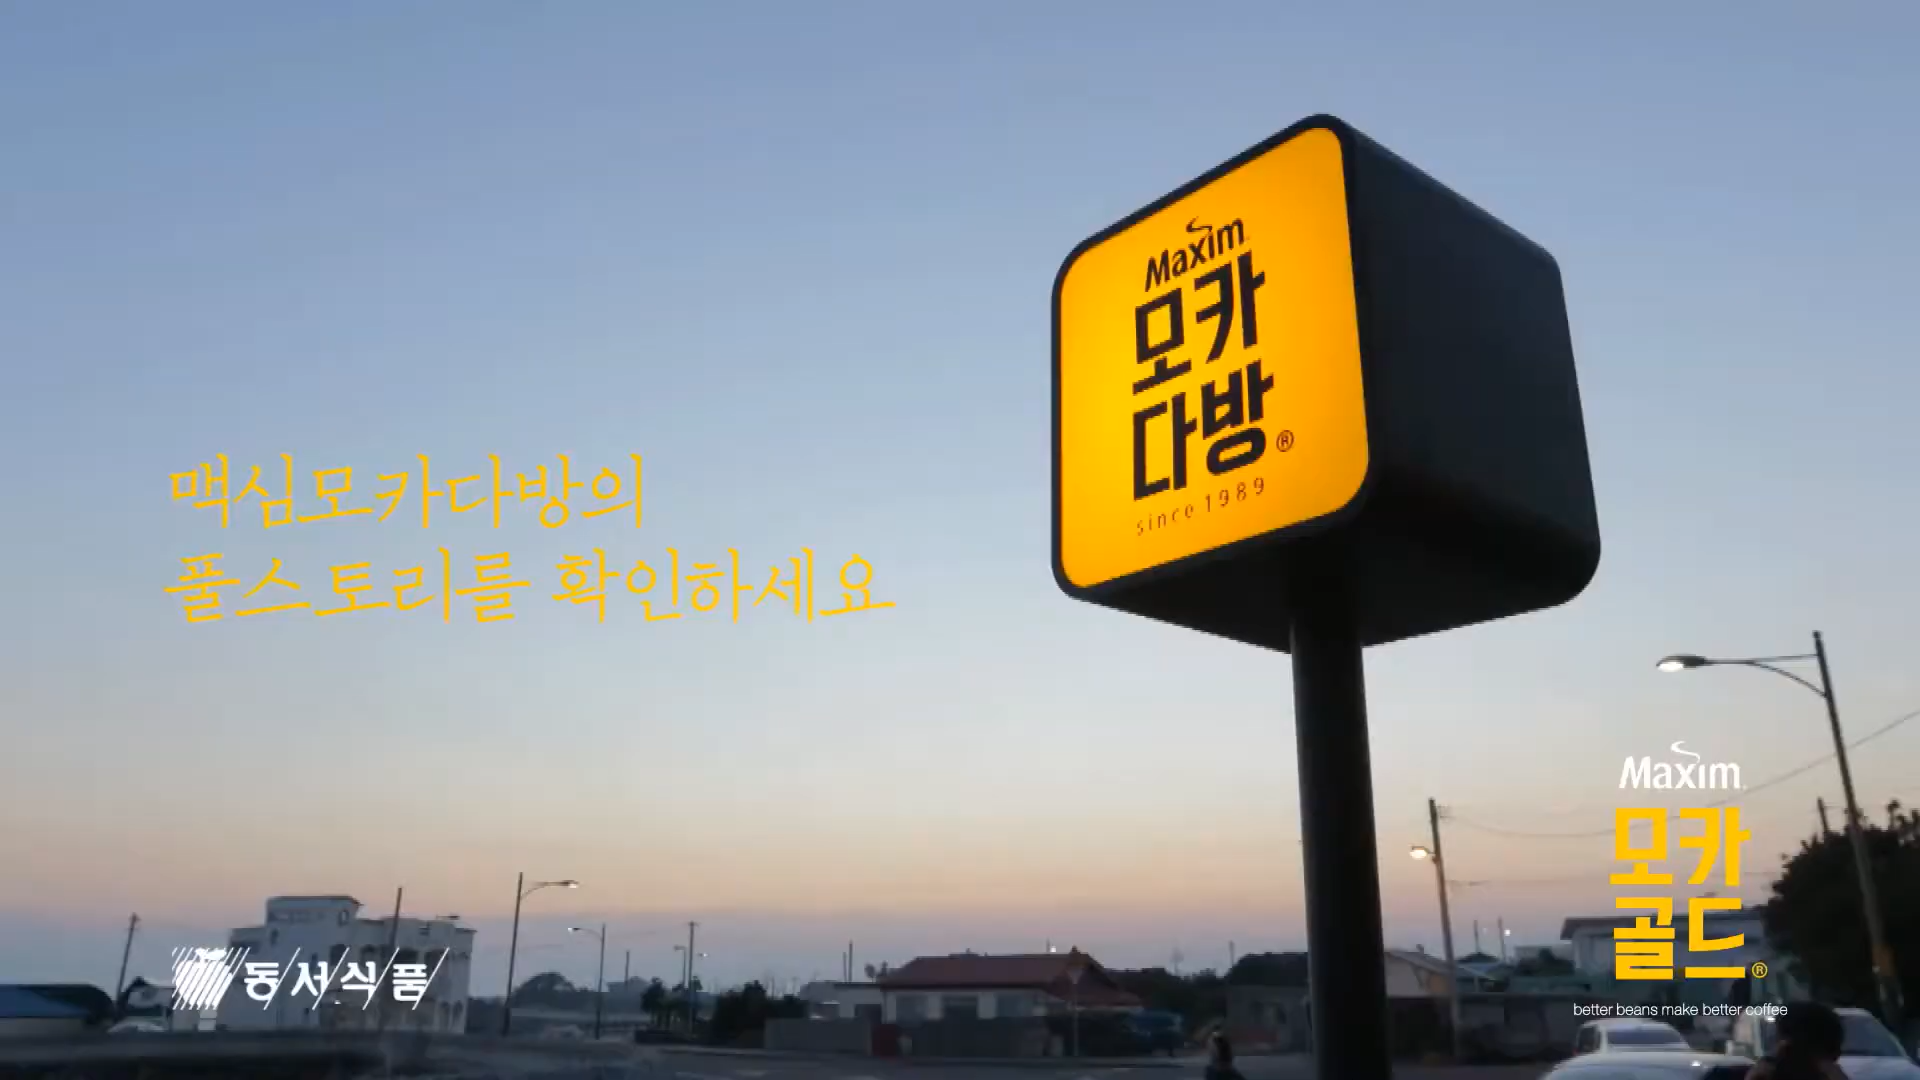 Maxim
모카
다방®
since 1989
맥심모카다방의
풀스토리를 확인하세요
Maxim
모카
골드®
better beans make better coffee
동서식품